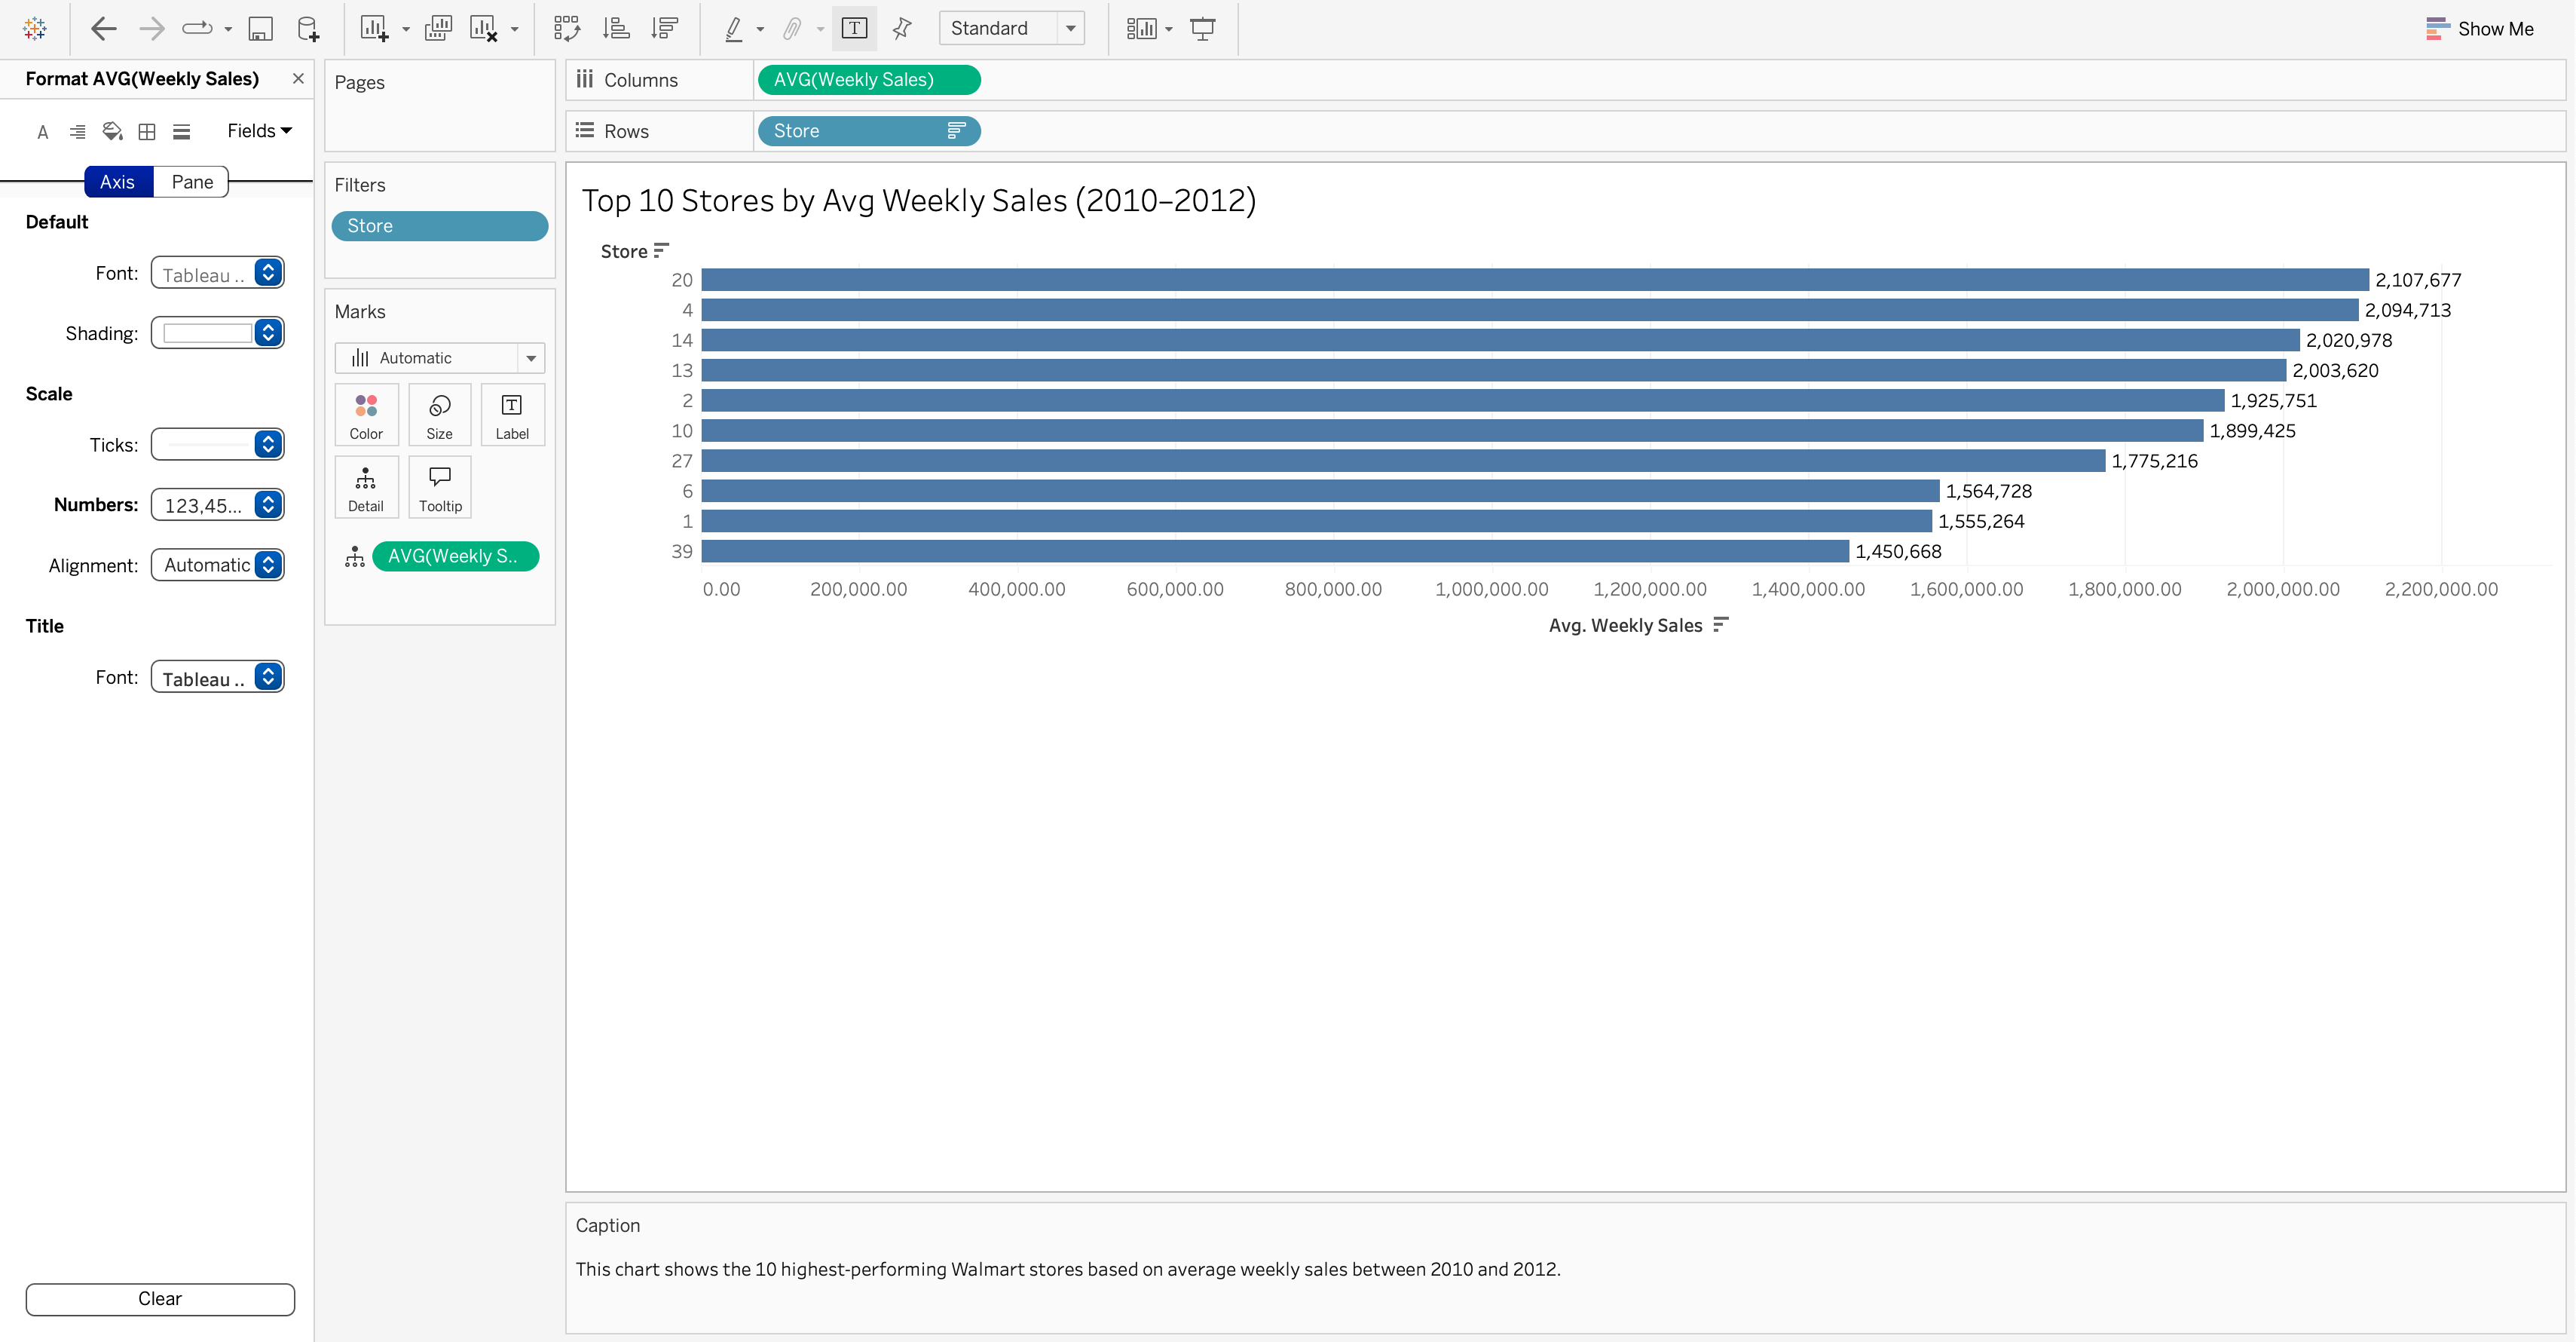 Standard
Show Me
Format AVG(Weekly Sales)
Fields
Axis
Pane
Default
Font: Tableau ..
Shading:
Scale
Ticks:
Numbers: 123,45...
Alignment: Automatic
Title
Font: Tableau ..
Clear
Pages
Filters
Store
Marks
Automatic
Color
Size
Label
Detail
Tooltip
AVG(Weekly S..
Columns
AVG(Weekly Sales)
Rows
Store
Top 10 Stores by Avg Weekly Sales (2010–2012)
Store
20 2,107,677
4 2,094,713
14 2,020,978
13 2,003,620
2 1,925,751
10 1,899,425
27 1,775,216
6 1,564,728
1 1,555,264
39 1,450,668
0.00 200,000.00 400,000.00 600,000.00 800,000.00 1,000,000.00 1,200,000.00 1,400,000.00 1,600,000.00 1,800,000.00 2,000,000.00 2,200,000.00
Avg. Weekly Sales
Caption
This chart shows the 10 highest-performing Walmart stores based on average weekly sales between 2010 and 2012.